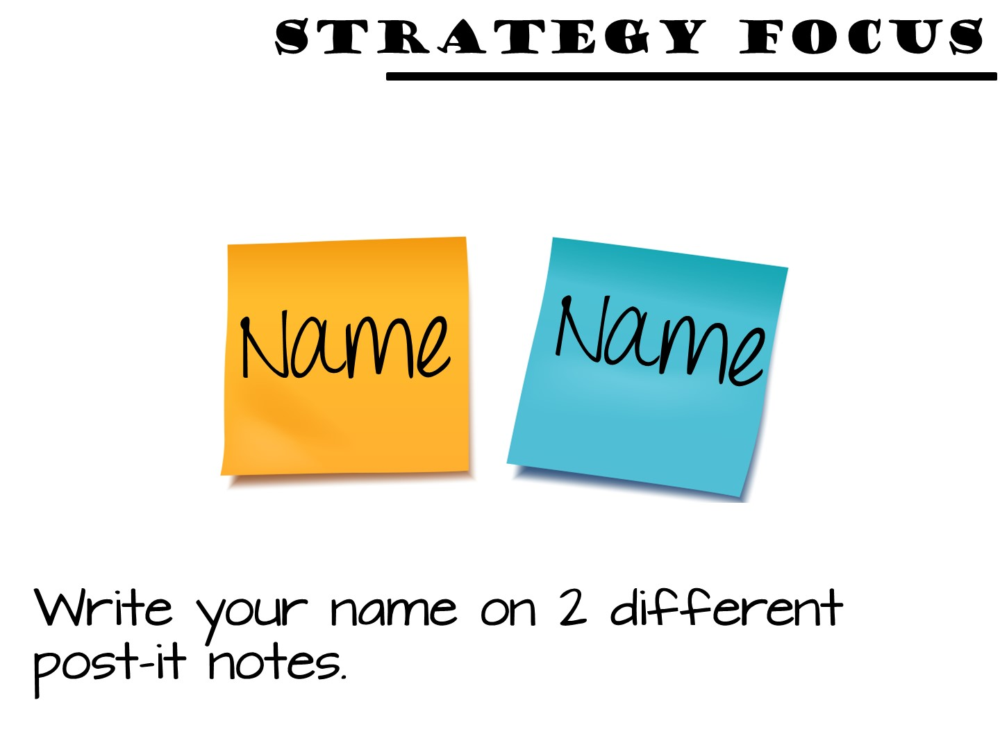 STRATEGY FOCUS
Name
Name
Write your name on 2 different
post-it notes.